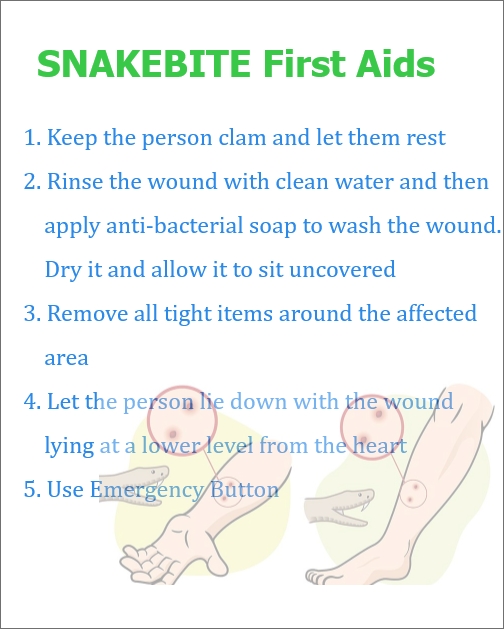 SNAKEBITE First Aids
1. Keep the person clam and let them rest
2. Rinse the wound with clean water and then
apply anti-bacterial soap to wash the wound.
Dry it and allow it to sit uncovered
3. Remove all tight items around the affected
area
4. Let the person lie down with the wound
lying at a lower level from the heart
5. Use Emergency Button